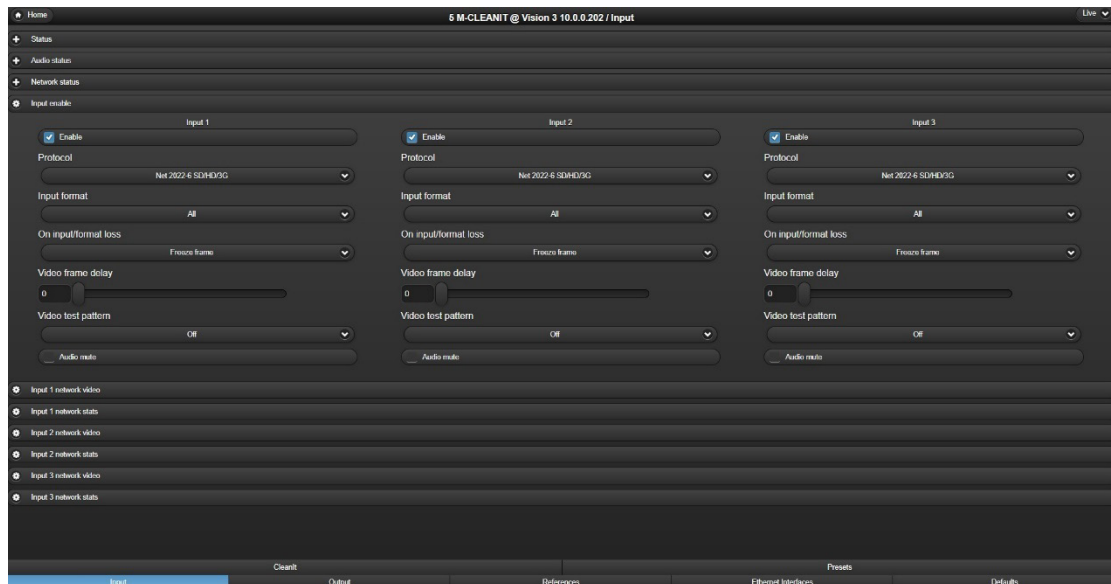 Home
5 M-CLEANIT @ Vision 3 10.0.0.202 / Input
Live
Status
Audio status
Network status
Input enable
Input 1 Input 2 Input 3
Enable Enable Enable
Protocol Protocol Protocol
Net 2022-6 SD/HD/3G Net 2022-6 SD/HD/3G Net 2022-6 SD/HD/3G
Input format Input format Input format
All All All
On input/format loss On input/format loss On input/format loss
Freeze frame Freeze frame Freeze frame
Video frame delay Video frame delay Video frame delay
0 0 0
Video test pattern Video test pattern Video test pattern
Off Off Off
Audio mute Audio mute Audio mute
Input 1 network video
Input 1 network stats
Input 2 network video
Input 2 network stats
Input 3 network video
Input 3 network stats
CleanIt Presets
Input Output References Ethernet Interfaces Defaults